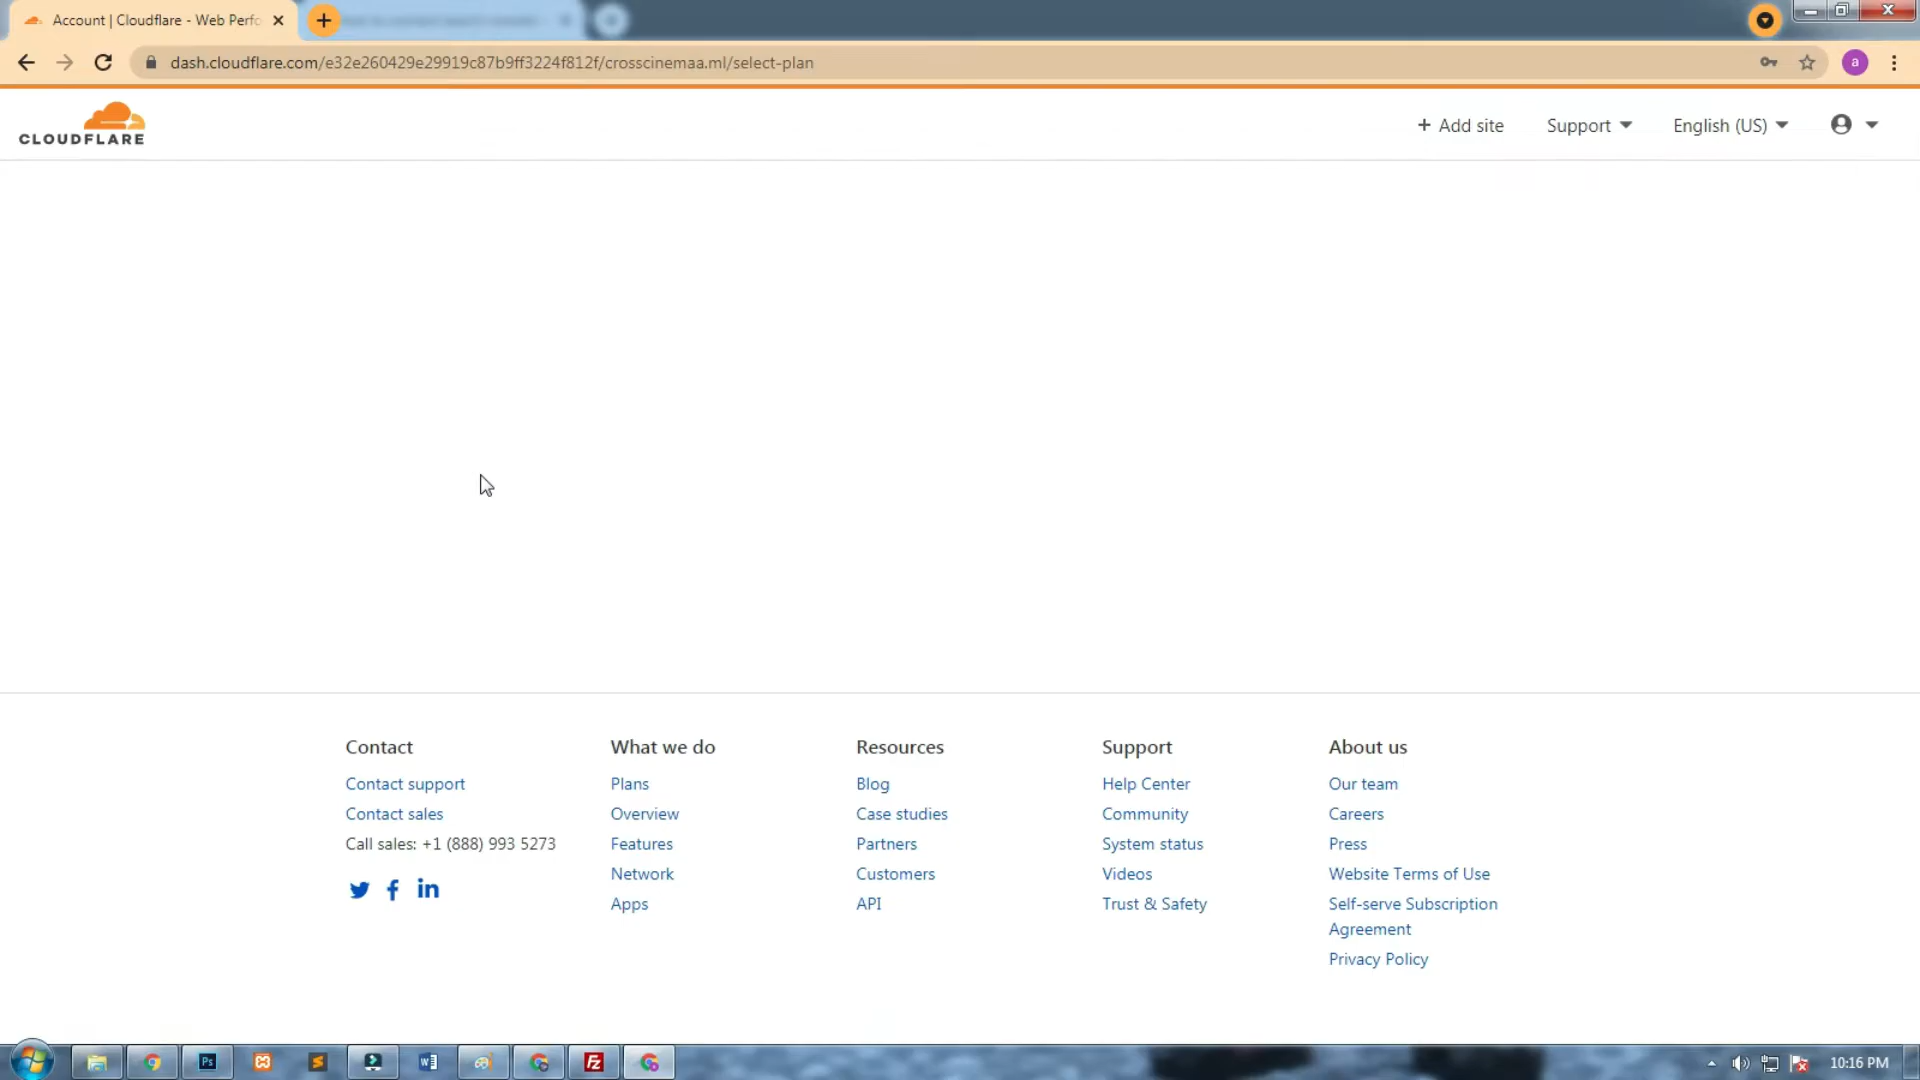 Account | Cloudflare - Web Perfo
dash.cloudflare.com/e32e260429e29919c87b9ff3224f812f/crosscinemaa.ml/select-plan
a
CLOUDFLARE
+ Add site
Support
English (US)
Contact
Contact support
Contact sales
Call sales: +1 (888) 993 5273
What we do
Plans
Overview
Features
Network
Apps
Resources
Blog
Case studies
Partners
Customers
API
Support
Help Center
Community
System status
Videos
Trust & Safety
About us
Our team
Careers
Press
Website Terms of Use
Self-serve Subscription
Agreement
Privacy Policy
Ps
10:16 PM